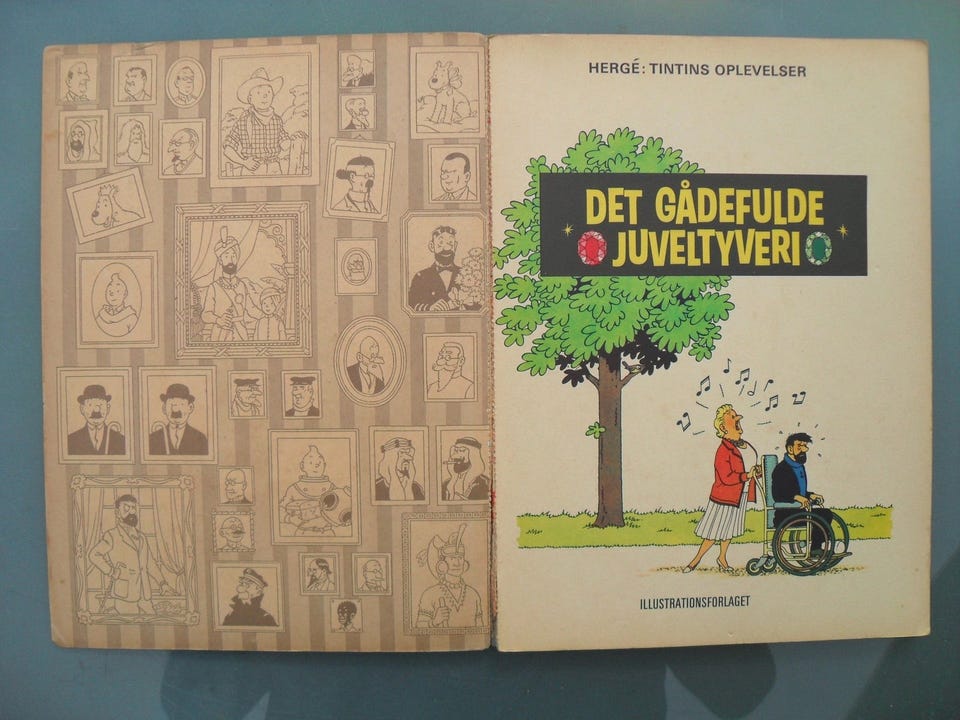 HERGÉ: TINTINS OPLEVELSER
DET GÅDEFULDE
JUVELTYVERI
ILLUSTRATIONSFORLAGET